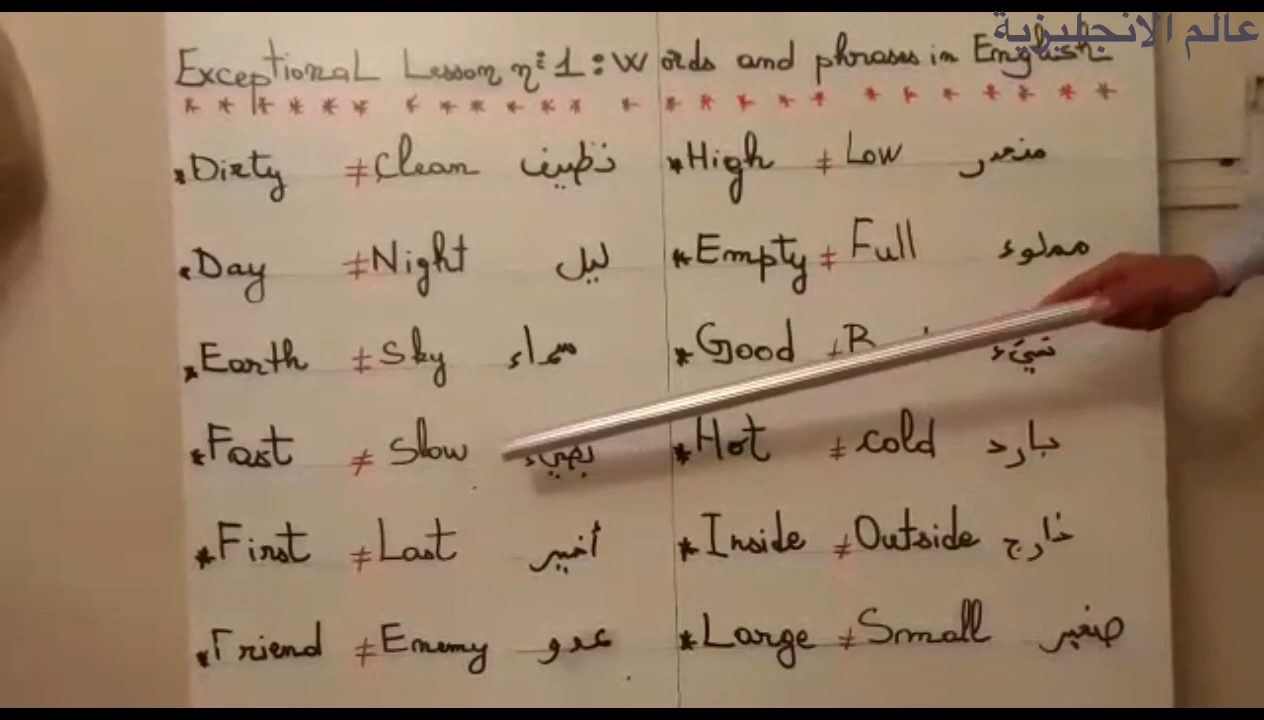 عالم الانجليزية
Exceptional Lesson n°1: Words and phrases in English
* Dirty ≠ Clean نظيف
* High ≠ Low منحدر
* Day ≠ Night ليل
* Empty ≠ Full مملوء
* Earth ≠ Sky سماء
* Good ≠
* Fast ≠ Slow بطيء
* Hot ≠ cold بارد
* First ≠ Last أخير
* Inside ≠ Outside خارج
* Friend ≠ Enemy عدو
* Large ≠ Small صغير